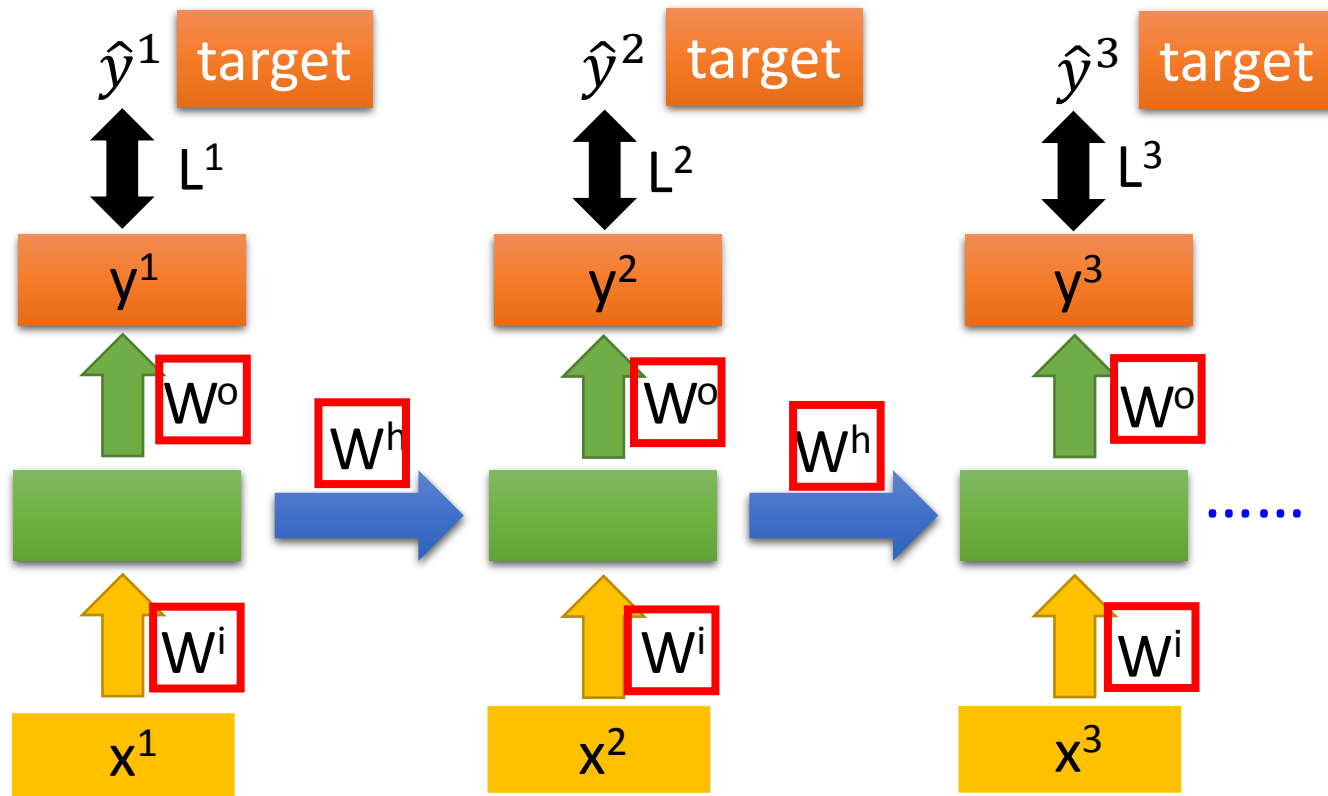 ŷ¹ target ŷ² target ŷ³ target
L¹ L² L³
y¹ y² y³
Wᵒ Wᵒ Wᵒ
Wʰ Wʰ
......
Wⁱ Wⁱ Wⁱ
x¹ x² x³